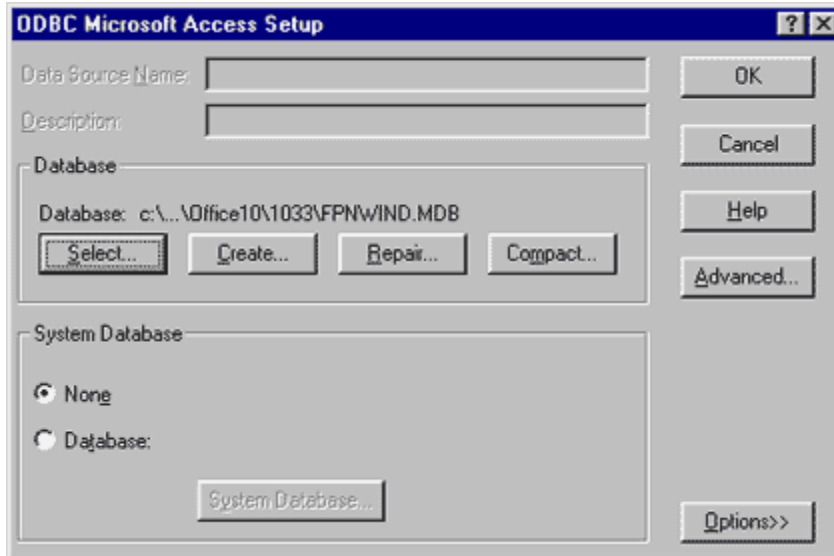 ODBC Microsoft Access Setup
Data Source Name:
OK
Description:
Cancel
Database
Database: c:\...\Office10\1033\FPNWIND.MDB
Help
Select...
Create...
Repair...
Compact...
Advanced...
System Database
None
Database:
System Database...
Options>>